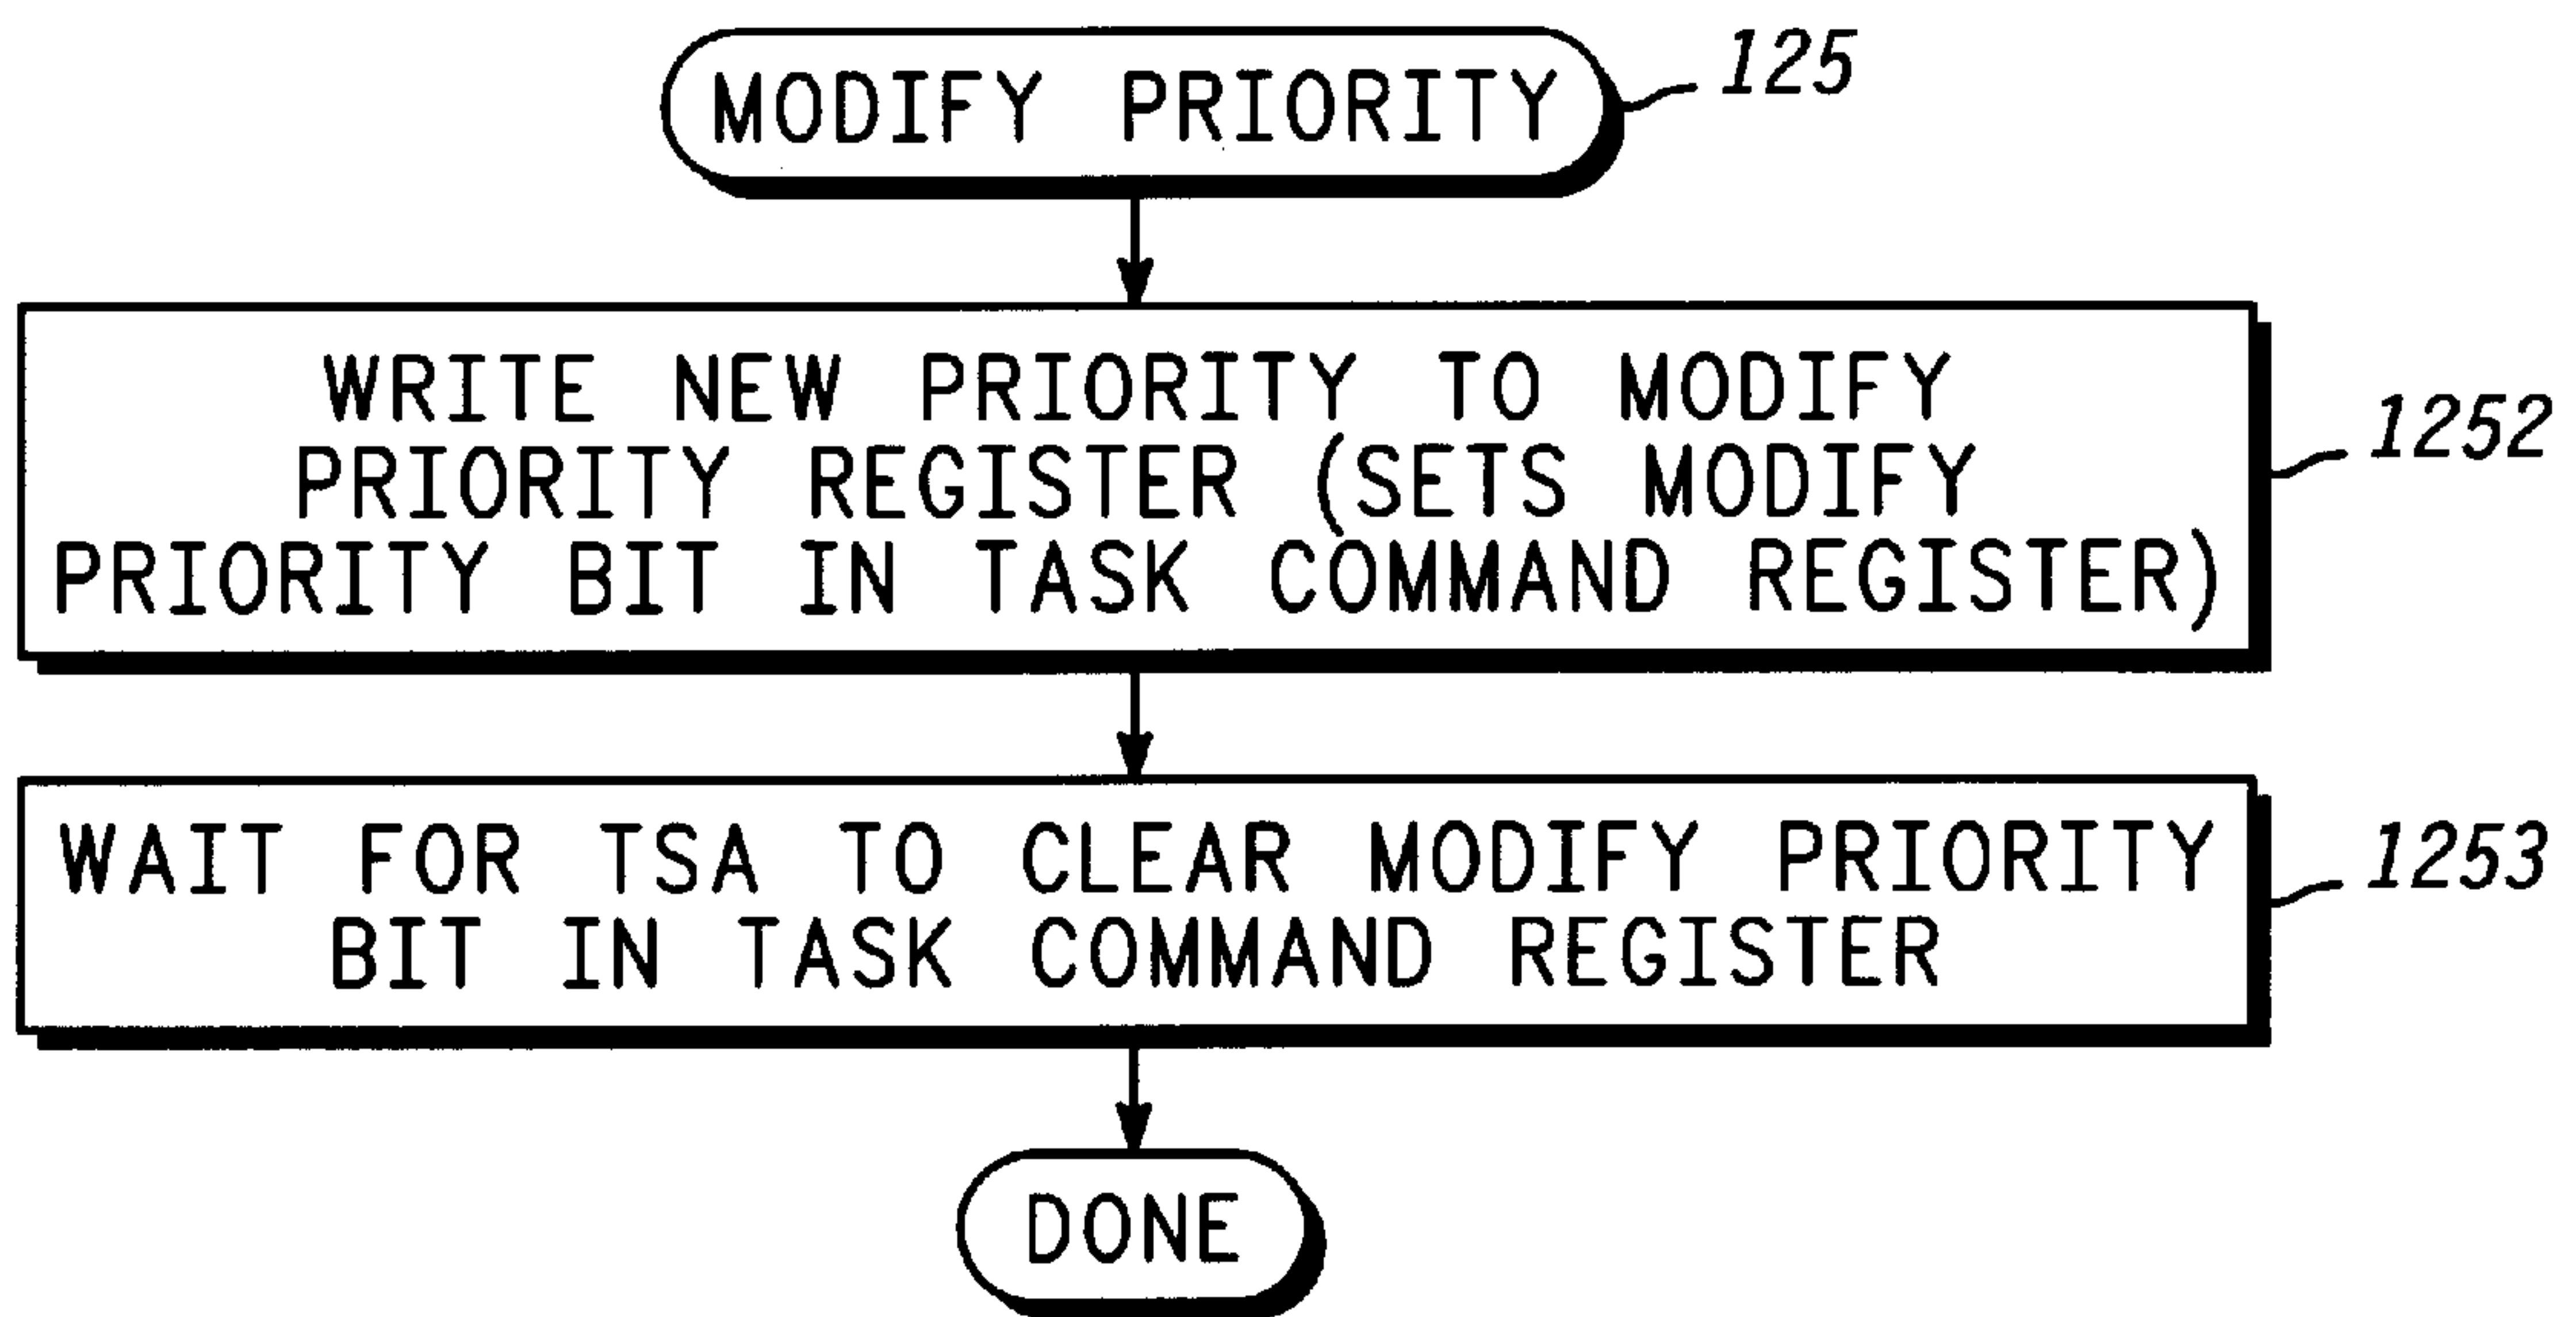 MODIFY PRIORITY
125
WRITE NEW PRIORITY TO MODIFY
PRIORITY REGISTER (SETS MODIFY
PRIORITY BIT IN TASK COMMAND REGISTER)
1252
WAIT FOR TSA TO CLEAR MODIFY PRIORITY
BIT IN TASK COMMAND REGISTER
1253
DONE